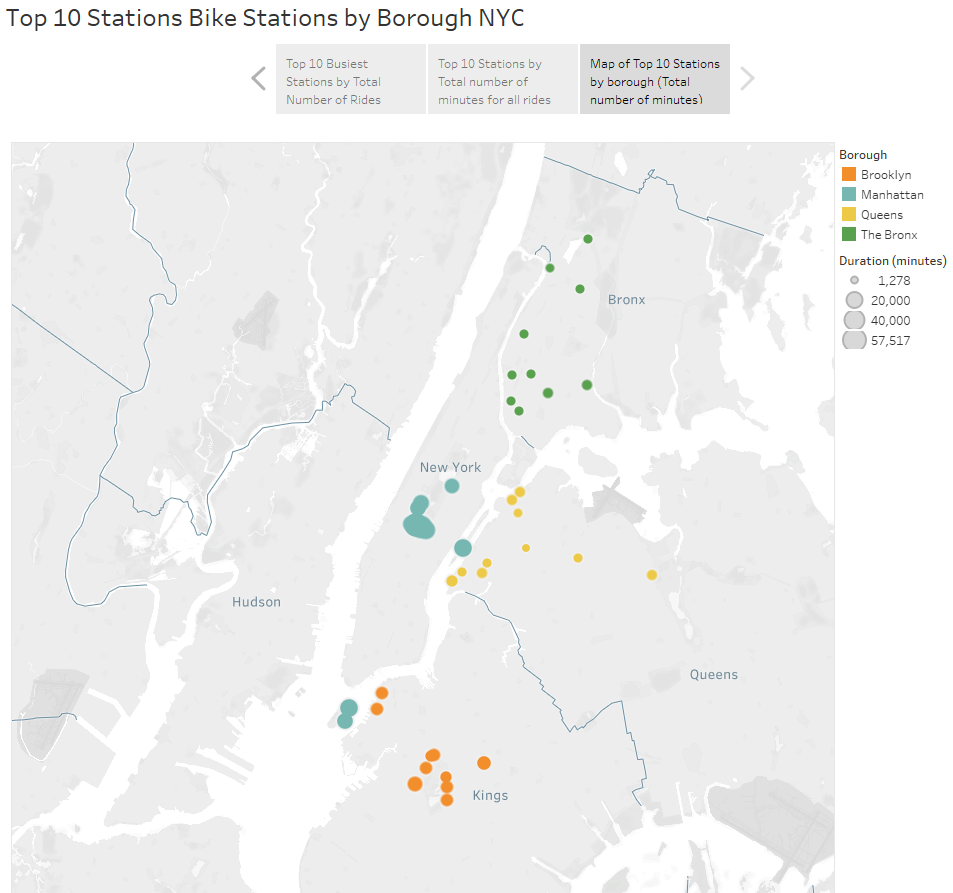 Top 10 Stations Bike Stations by Borough NYC
Top 10 Busiest
Stations by Total
Number of Rides
Top 10 Stations by
Total number of
minutes for all rides
Map of Top 10 Stations
by borough (Total
number of minutes)
Borough
Brooklyn
Manhattan
Queens
The Bronx
Duration (minutes)
1,278
20,000
40,000
57,517
Bronx
New York
Hudson
Queens
Kings